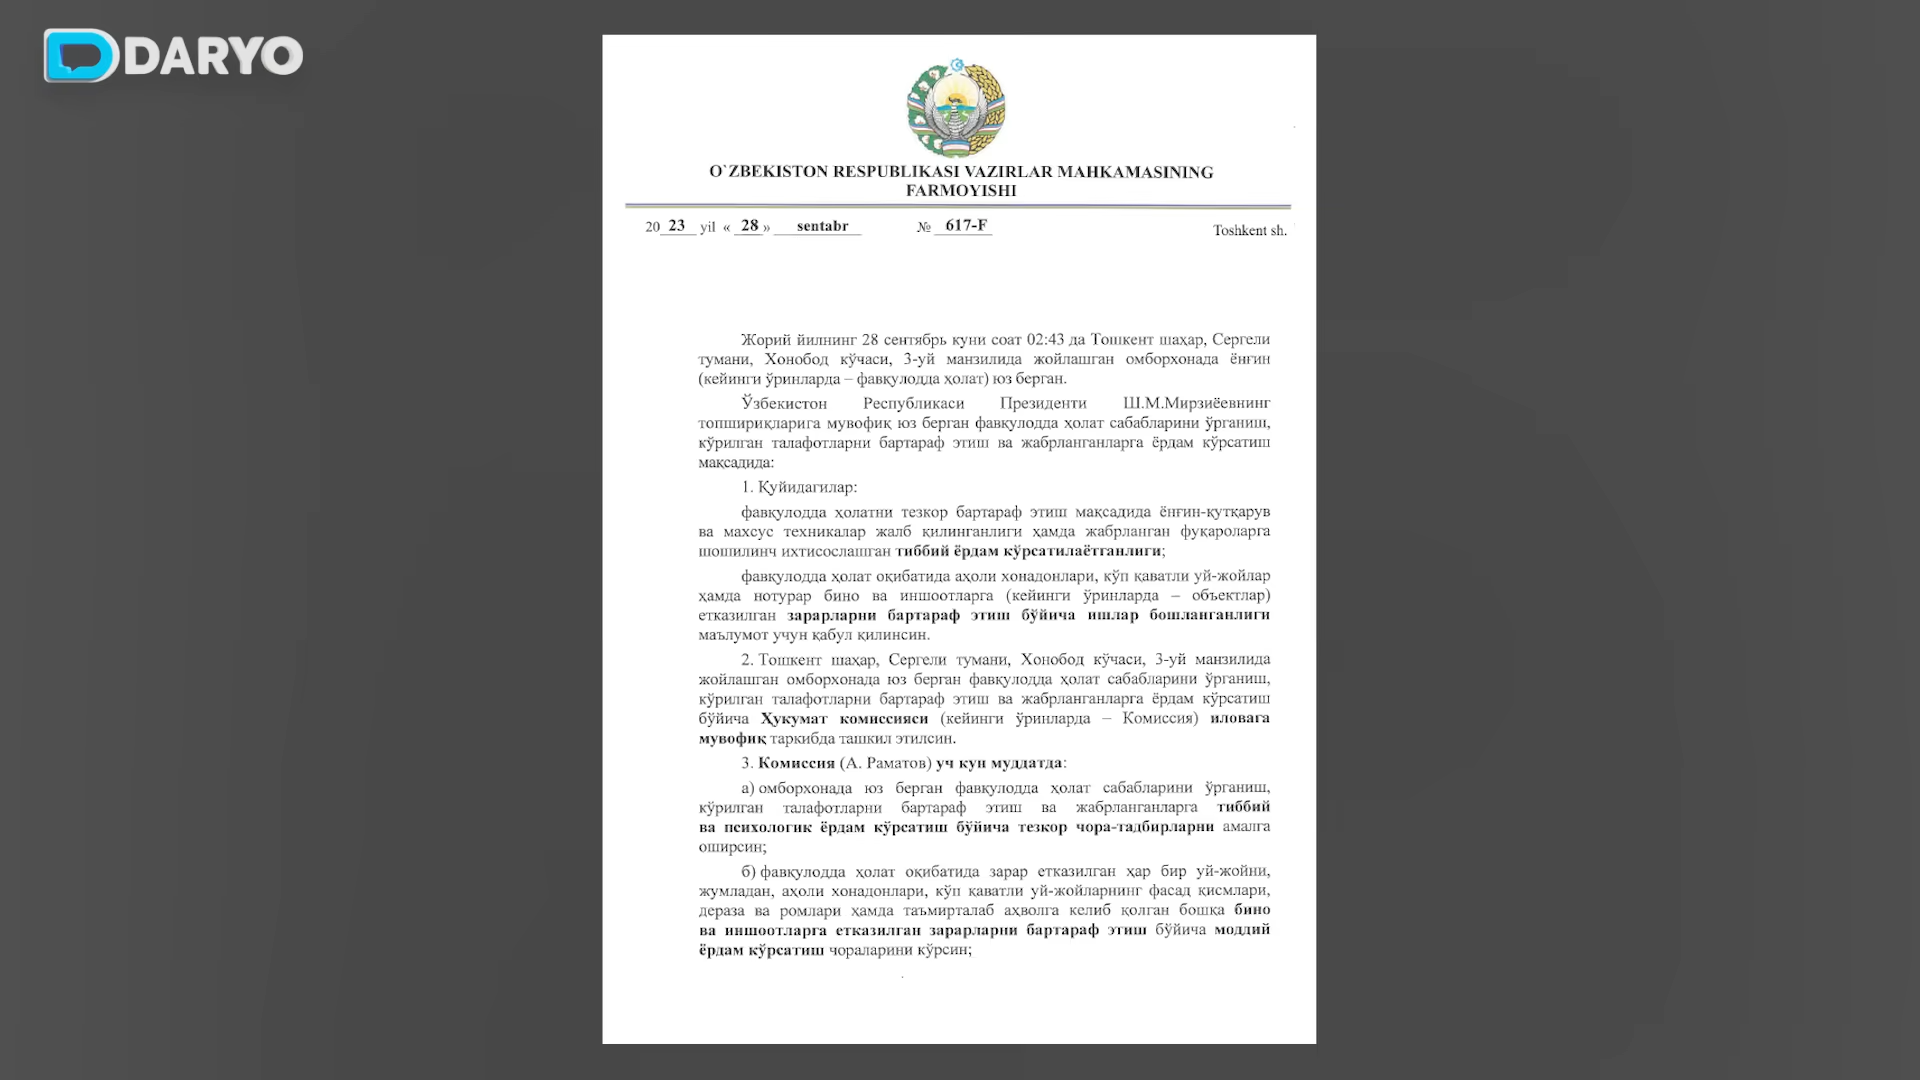 DARYO
O`ZBEKISTON RESPUBLIKASI VAZIRLAR MAHKAMASINING
FARMOYISHI
2023 yil « 28 » sentabr № 617-F Toshkent sh.
Жорий йилнинг 28 сентябрь куни соат 02:43 да Тошкент шаҳар, Сергели
тумани, Хонобод кўчаси, 3-уй манзилида жойлашган омборхонада ёнғин
(кейинги ўринларда – фавқулодда ҳолат) юз берган.
Ўзбекистон Республикаси Президенти Ш.М.Мирзиёевнинг
топшириқларига мувофиқ юз берган фавқулодда ҳолат сабабларини ўрганиш,
кўрилган талафотларни бартараф этиш ва жабрланганларга ёрдам кўрсатиш
мақсадида:
1. Қуйидагилар:
фавқулодда ҳолатни тезкор бартараф этиш мақсадида ёнғин-қутқарув
ва махсус техникалар жалб қилинганлиги ҳамда жабрланган фуқароларга
шошилинч ихтисослашган тиббий ёрдам кўрсатилаётганлиги;
фавқулодда ҳолат оқибатида аҳоли хонадонлари, кўп қаватли уй-жойлар
ҳамда нотурар бино ва иншоотларга (кейинги ўринларда – объектлар)
етказилган зарарларни бартараф этиш бўйича ишлар бошланганлиги
маълумот учун қабул қилинсин.
2. Тошкент шаҳар, Сергели тумани, Хонобод кўчаси, 3-уй манзилида
жойлашган омборхонада юз берган фавқулодда ҳолат сабабларини ўрганиш,
кўрилган талафотларни бартараф этиш ва жабрланганларга ёрдам кўрсатиш
бўйича Ҳукумат комиссияси (кейинги ўринларда – Комиссия) иловага
мувофиқ таркибда ташкил этилсин.
3. Комиссия (А. Раматов) уч кун муддатда:
а) омборхонада юз берган фавқулодда ҳолат сабабларини ўрганиш,
кўрилган талафотларни бартараф этиш ва жабрланганларга тиббий
ва психологик ёрдам кўрсатиш бўйича тезкор чора-тадбирларни амалга
оширсин;
б) фавқулодда ҳолат оқибатида зарар етказилган ҳар бир уй-жойни,
жумладан, аҳоли хонадонлари, кўп қаватли уй-жойларнинг фасад қисмлари,
дераза ва ромлари ҳамда таъмирталаб аҳволга келиб қолган бошқа бино
ва иншоотларга етказилган зарарларни бартараф этиш бўйича моддий
ёрдам кўрсатиш чораларини кўрсин;